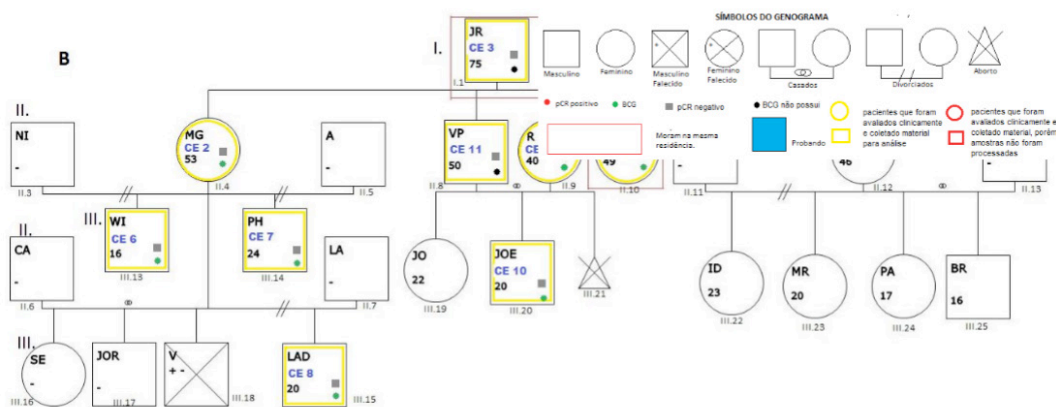 B
I.
JR
CE 3
75
I.1
SÍMBOLOS DO GENOGRAMA
Masculino
Feminino
Masculino Falecido
Feminino Falecido
Casados
Divorciados
Aborto
pCR positivo
BCG
pCR negativo
BCG não possui
Moram na mesma residência.
Probando
pacientes que foram avaliados clinicamente e coletado material para análise
pacientes que foram avaliados clinicamente e coletado material, porém amostras não foram processadas
II.
NI
-
II.3
MG
CE 2
53
II.4
A
-
II.5
VP
CE 11
50
II.8
R
CE
40
II.9
49
II.10
II.11
46
II.12
II.13
III.
WI
CE 6
16
III.13
PH
CE 7
24
III.14
II.
CA
-
II.6
LA
-
II.7
JO
22
III.19
JOE
CE 10
20
III.20
III.21
ID
23
III.22
MR
20
III.23
PA
17
III.24
BR
16
III.25
III.
SE
-
III.16
JOR
-
III.17
V
+ -
III.18
LAD
CE 8
20
III.15